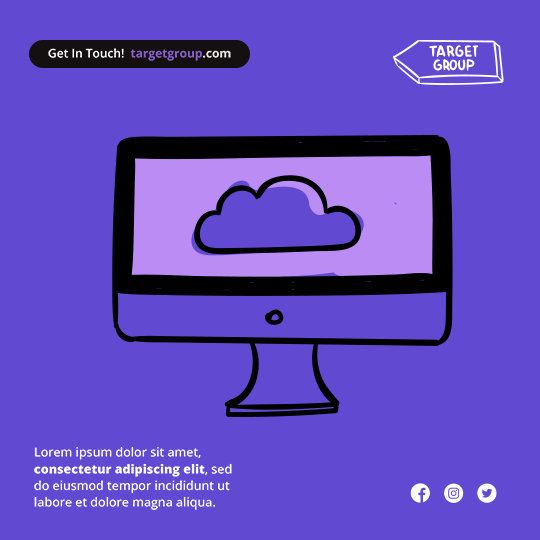 Get In Touch! targetgroup.com
TARGET
GROUP
Lorem ipsum dolor sit amet,
consectetur adipiscing elit, sed
do eiusmod tempor incididunt ut
labore et dolore magna aliqua.